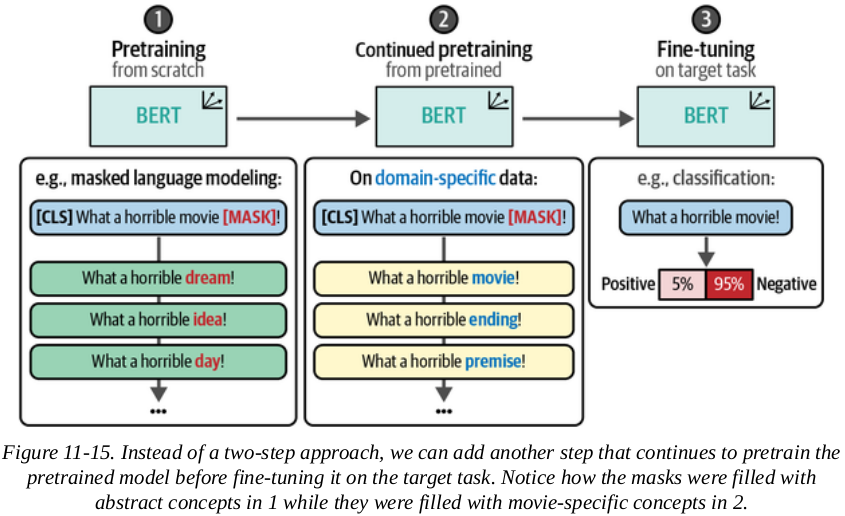 1
Pretraining
from scratch
BERT
2
Continued pretraining
from pretrained
BERT
3
Fine-tuning
on target task
BERT
e.g., masked language modeling:
[CLS] What a horrible movie [MASK]!
What a horrible dream!
What a horrible idea!
What a horrible day!
...
On domain-specific data:
[CLS] What a horrible movie [MASK]!
What a horrible movie!
What a horrible ending!
What a horrible premise!
...
e.g., classification:
What a horrible movie!
Positive 5% 95% Negative
Figure 11-15. Instead of a two-step approach, we can add another step that continues to pretrain the
pretrained model before fine-tuning it on the target task. Notice how the masks were filled with
abstract concepts in 1 while they were filled with movie-specific concepts in 2.